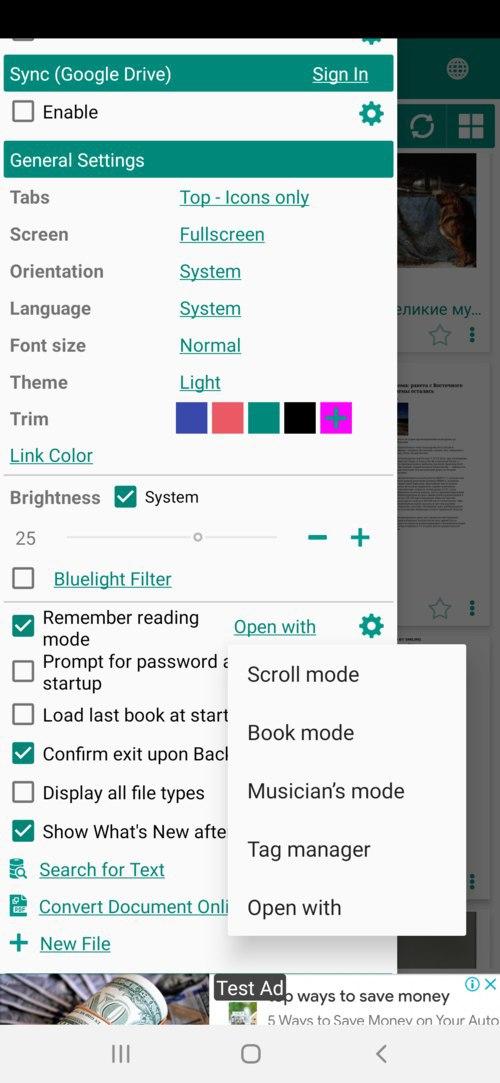 Sync (Google Drive) Sign In
Enable
General Settings
Tabs Top - Icons only
Screen Fullscreen
Orientation System
Language System
Font size Normal
Theme Light
Trim
Link Color
Brightness System
25
Bluelight Filter
Remember reading
mode
Open with
Prompt for password
startup
Load last book at start
Confirm exit upon Back
Display all file types
Show What's New afte
Search for Text
Convert Document Onli
New File
Scroll mode
Book mode
Musician's mode
Tag manager
Open with
еликие му...
Test Ad
ways to save money
5 Ways to Save Money on Your Auto